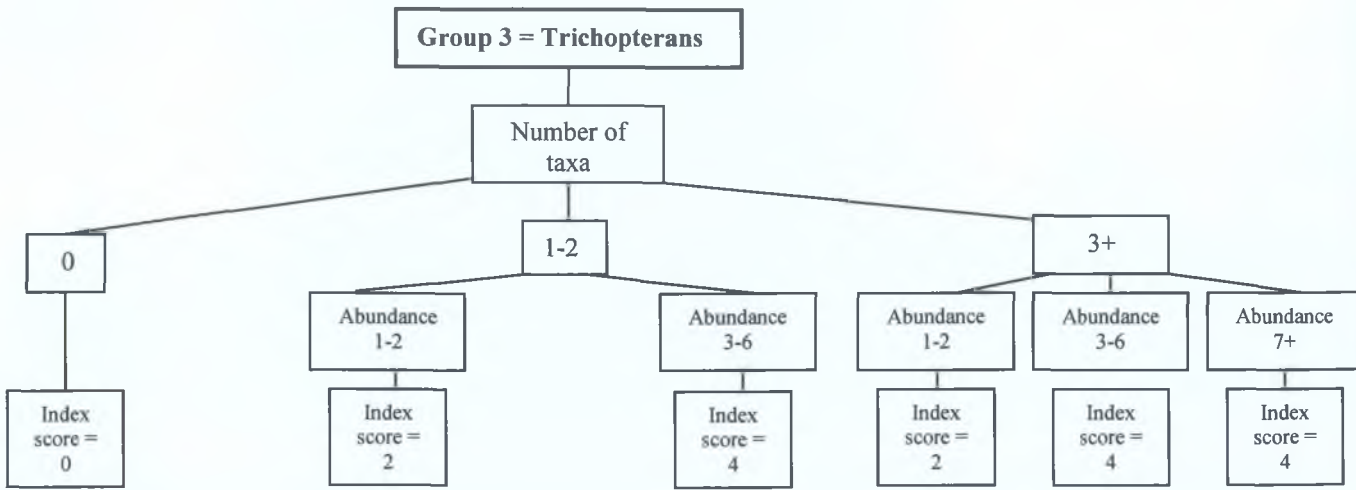 Group 3 = Trichopterans
Number of
taxa
0
1-2
3+
Abundance
1-2
Abundance
3-6
Abundance
1-2
Abundance
3-6
Abundance
7+
Index
score =
0
Index
score =
2
Index
score =
4
Index
score =
2
Index
score =
4
Index
score =
4